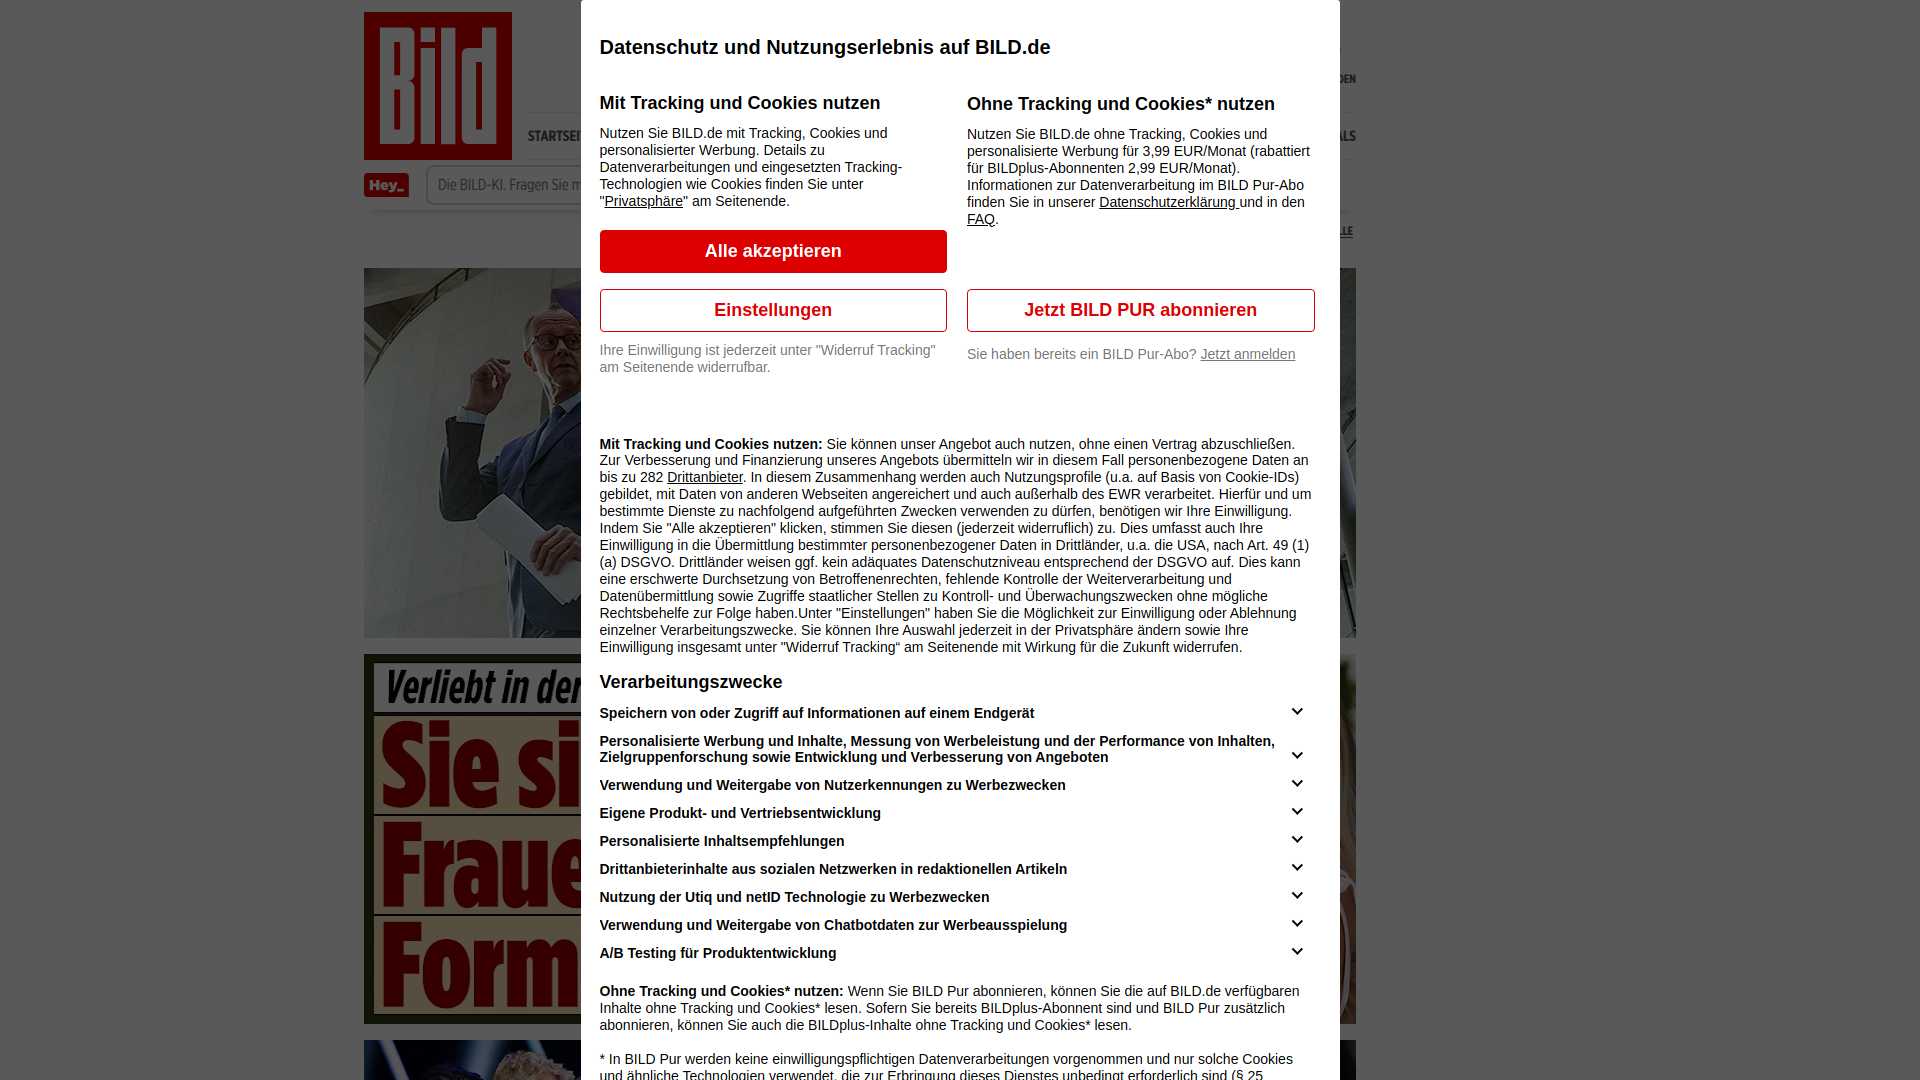 Bild
Datenschutz und Nutzungserlebnis auf BILD.de
Mit Tracking und Cookies nutzen
Nutzen Sie BILD.de mit Tracking, Cookies und
personalisierter Werbung. Details zu
Datenverarbeitungen und eingesetzten Tracking-
Technologien wie Cookies finden Sie unter
"Privatsphäre" am Seitenende.
Alle akzeptieren
Einstellungen
Ihre Einwilligung ist jederzeit unter "Widerruf Tracking"
am Seitenende widerrufbar.
Ohne Tracking und Cookies* nutzen
Nutzen Sie BILD.de ohne Tracking, Cookies und
personalisierte Werbung für 3,99 EUR/Monat (rabattiert
für BILDplus-Abonnenten 2,99 EUR/Monat).
Informationen zur Datenverarbeitung im BILD Pur-Abo
finden Sie in unserer Datenschutzerklärung und in den
FAQ.
Jetzt BILD PUR abonnieren
Sie haben bereits ein BILD Pur-Abo? Jetzt anmelden
Hey_
Die BILD-KI. Fragen Sie
Mit Tracking und Cookies nutzen: Sie können unser Angebot auch nutzen, ohne einen Vertrag abzuschließen.
Zur Verbesserung und Finanzierung unseres Angebots übermitteln wir in diesem Fall personenbezogene Daten an
bis zu 282 Drittanbieter. In diesem Zusammenhang werden auch Nutzungsprofile (u.a. auf Basis von Cookie-IDs)
gebildet, mit Daten von anderen Webseiten angereichert und auch außerhalb des EWR verarbeitet. Hierfür und um
bestimmte Dienste zu nachfolgend aufgeführten Zwecken verwenden zu dürfen, benötigen wir Ihre Einwilligung.
Indem Sie "Alle akzeptieren" klicken, stimmen Sie diesen (jederzeit widerruflich) zu. Dies umfasst auch Ihre
Einwilligung in die Übermittlung bestimmter personenbezogener Daten in Drittländer, u.a. die USA, nach Art. 49 (1)
(a) DSGVO. Drittländer weisen ggf. kein adäquates Datenschutzniveau entsprechend der DSGVO auf. Dies kann
eine erschwerte Durchsetzung von Betroffenenrechten, fehlende Kontrolle der Weiterverarbeitung und
Datenübermittlung sowie Zugriffe staatlicher Stellen zu Kontroll- und Überwachungszwecken ohne mögliche
Rechtsbehelfe zur Folge haben.Unter "Einstellungen" haben Sie die Möglichkeit zur Einwilligung oder Ablehnung
einzelner Verarbeitungszwecke. Sie können Ihre Auswahl jederzeit in der Privatsphäre ändern sowie Ihre
Einwilligung insgesamt unter "Widerruf Tracking“ am Seitenende mit Wirkung für die Zukunft widerrufen.
Verarbeitungszwecke
Speichern von oder Zugriff auf Informationen auf einem Endgerät
Personalisierte Werbung und Inhalte, Messung von Werbeleistung und der Performance von Inhalten,
Zielgruppenforschung sowie Entwicklung und Verbesserung von Angeboten
Verwendung und Weitergabe von Nutzerkennungen zu Werbezwecken
Eigene Produkt- und Vertriebsentwicklung
Personalisierte Inhaltsempfehlungen
Drittanbieterinhalte aus sozialen Netzwerken in redaktionellen Artikeln
Nutzung der Utiq und netID Technologie zu Werbezwecken
Verwendung und Weitergabe von Chatbotdaten zur Werbeausspielung
A/B Testing für Produktentwicklung
Ohne Tracking und Cookies* nutzen: Wenn Sie BILD Pur abonnieren, können Sie die auf BILD.de verfügbaren
Inhalte ohne Tracking und Cookies* lesen. Sofern Sie bereits BILDplus-Abonnent sind und BILD Pur zusätzlich
abonnieren, können Sie auch die BILDplus-Inhalte ohne Tracking und Cookies* lesen.
* In BILD Pur werden keine einwilligungspflichtigen Datenverarbeitungen vorgenommen und nur solche Cookies
und ähnliche Technologien verwendet, die zur Erbringung dieses Dienstes unbedingt erforderlich sind (§ 25
Verliebt in der
Sie